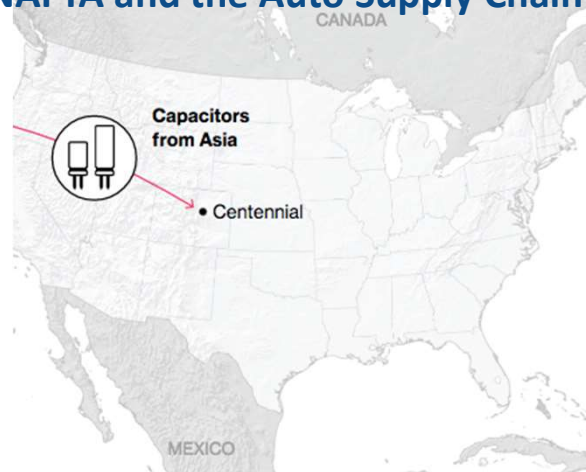 NAFTA and the Auto Supply Chain
CANADA
Capacitors
from Asia
Centennial
MEXICO